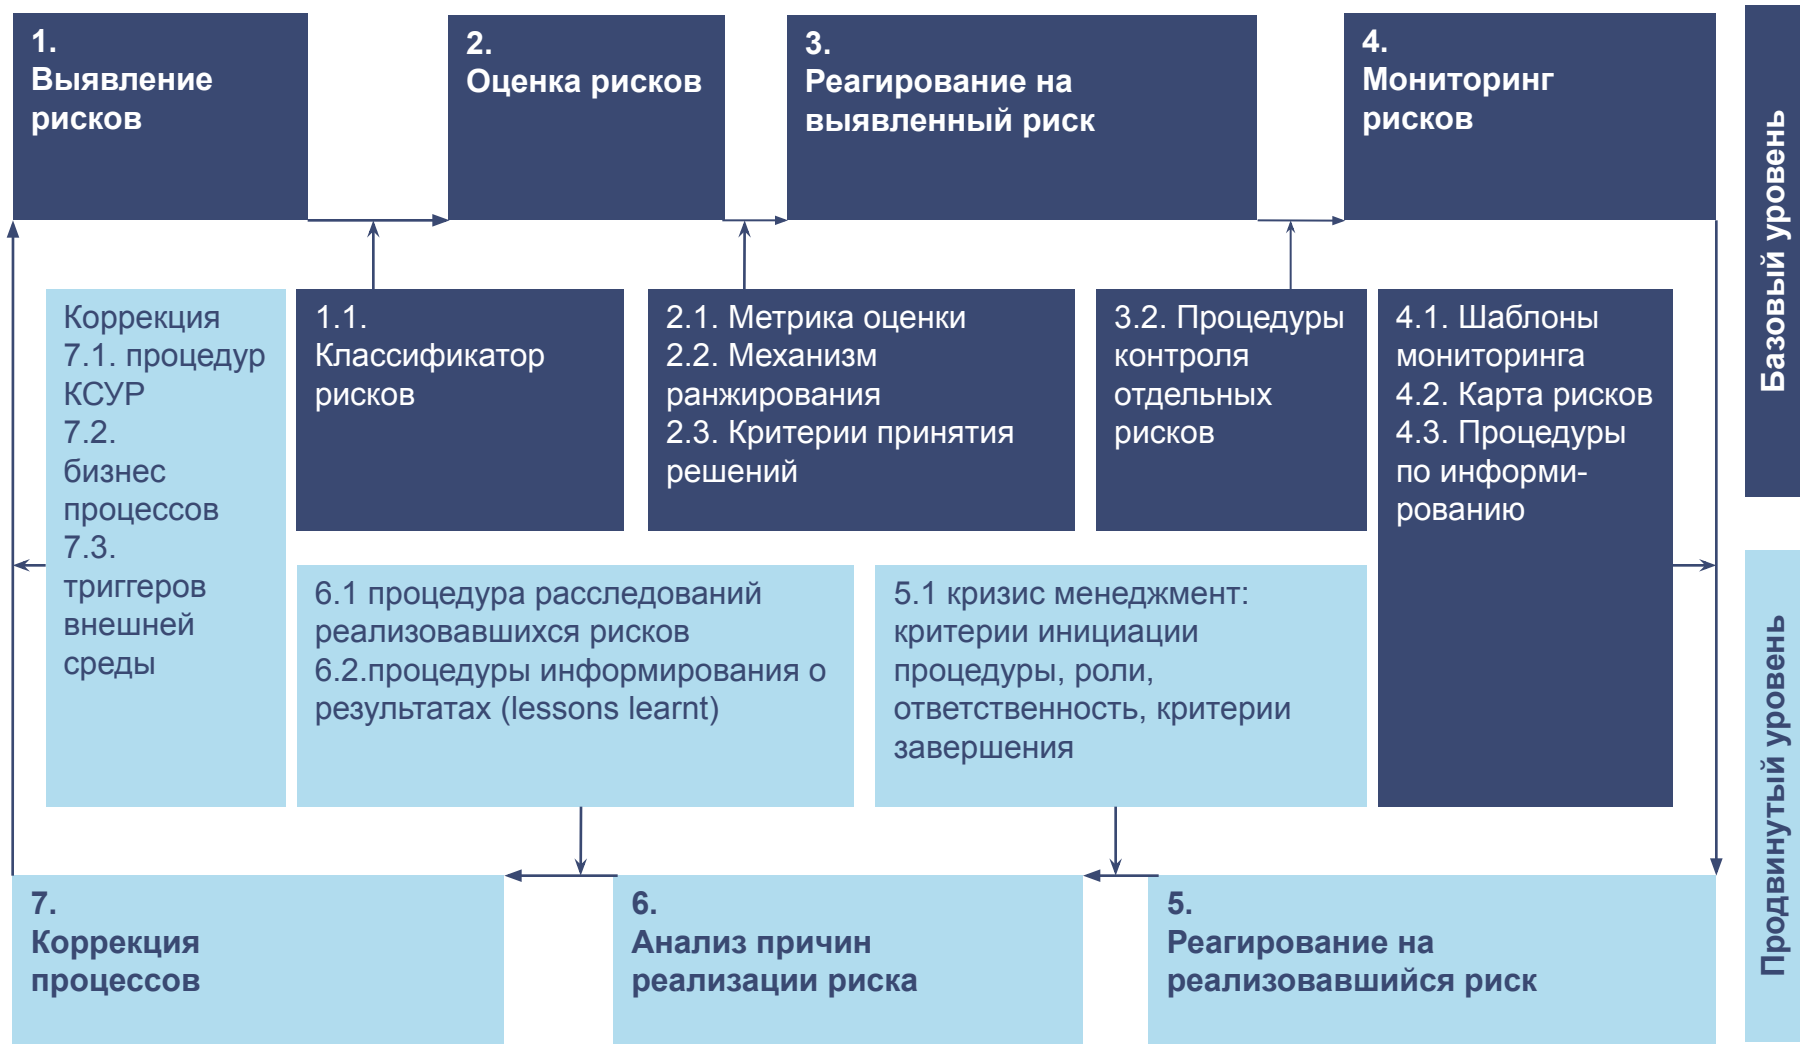 1.
Выявление
рисков
2.
Оценка рисков
3.
Реагирование на
выявленный риск
4.
Мониторинг
рисков
Базовый уровень
Коррекция
7.1. процедур
КСУР
7.2.
бизнес
процессов
7.3.
триггеров
внешней
среды
1.1.
Классификатор
рисков
2.1. Метрика оценки
2.2. Механизм
ранжирования
2.3. Критерии принятия
решений
3.2. Процедуры
контроля
отдельных
рисков
4.1. Шаблоны
мониторинга
4.2. Карта рисков
4.3. Процедуры
по информи-
рованию
6.1 процедура расследований
реализовавшихся рисков
6.2.процедуры информирования о
результатах (lessons learnt)
5.1 кризис менеджмент:
критерии инициации
процедуры, роли,
ответственность, критерии
завершения
Продвинутый уровень
7.
Коррекция
процессов
6.
Анализ причин
реализации риска
5.
Реагирование на
реализовавшийся риск